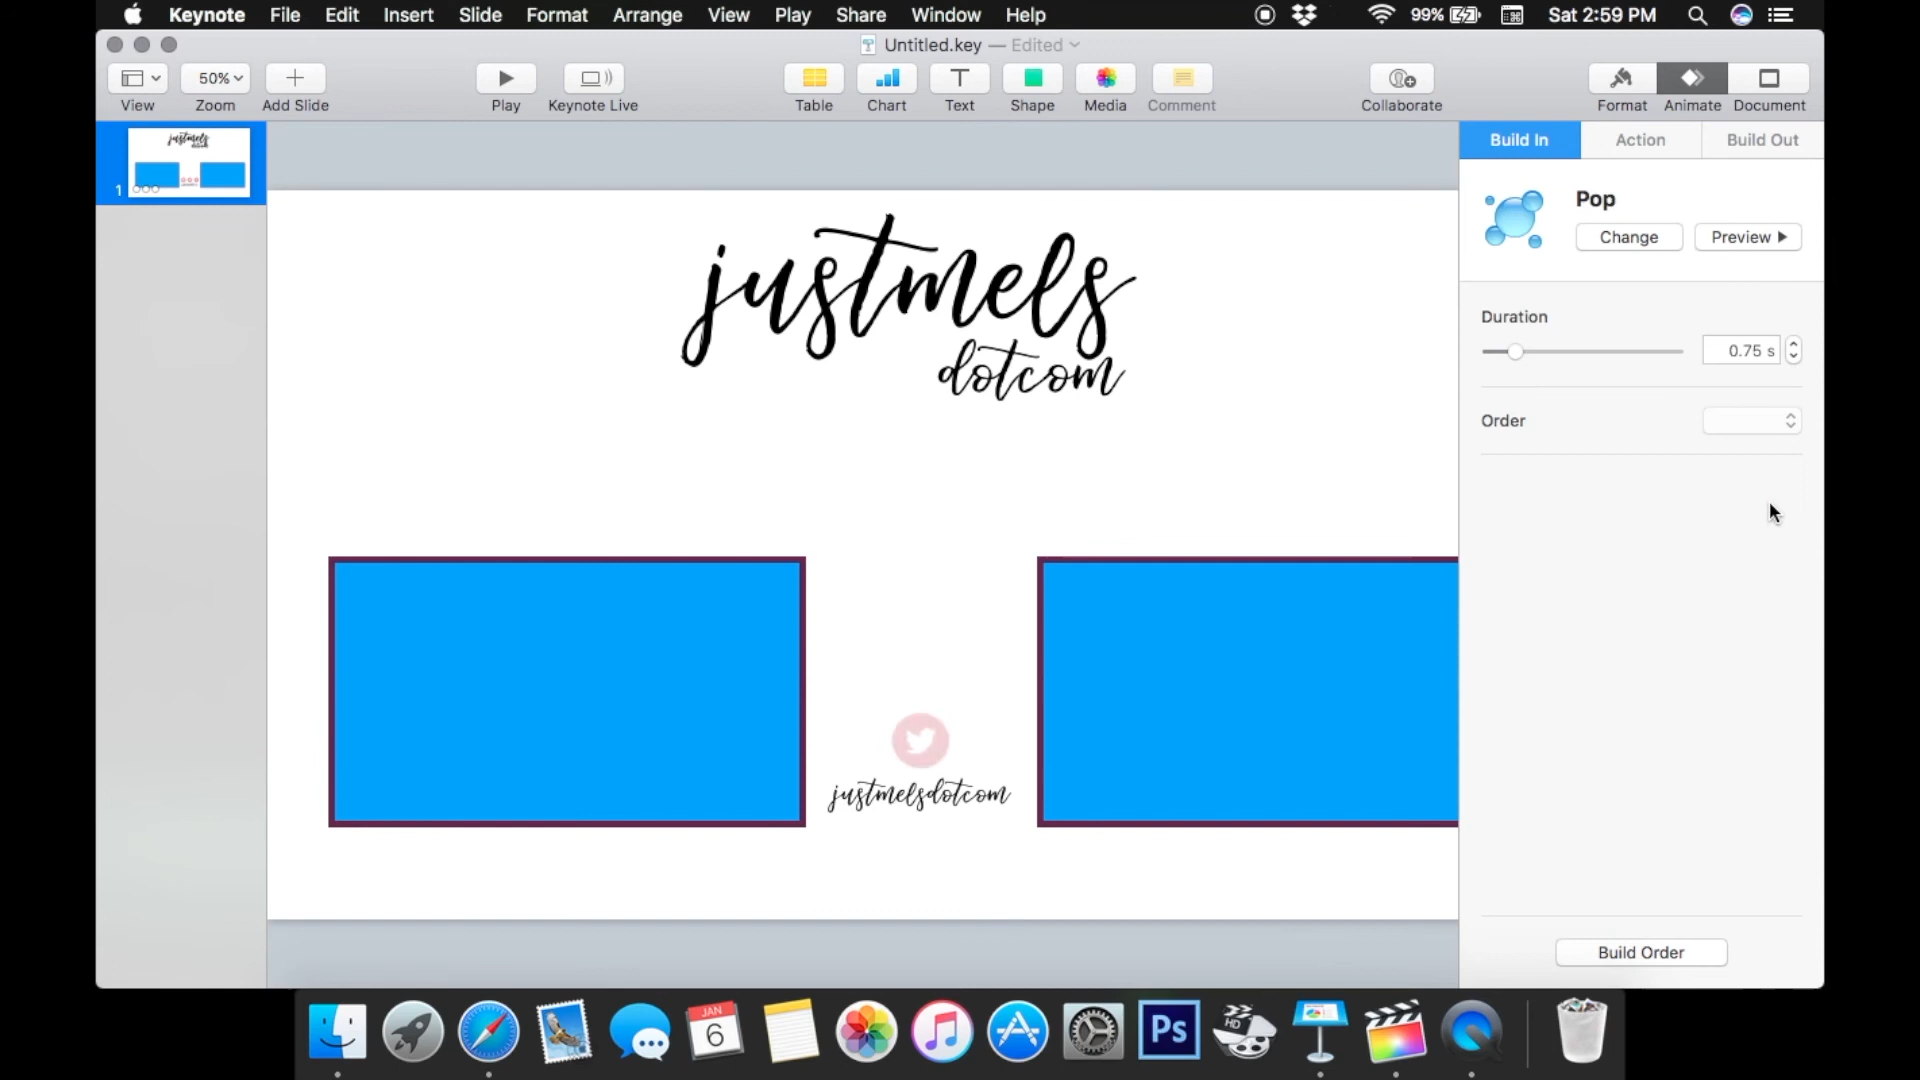 Keynote File Edit Insert Slide Format Arrange View Play Share Window Help 99% Sat 2:59 PM
Untitled.key — Edited
50%
View Zoom Add Slide Play Keynote Live Table Chart Text Shape Media Comment Collaborate Format Animate Document
Build In Action Build Out
1
justmels
dotcom
Pop
Change Preview
Duration
0.75 s
Order
justmelsdotcom
Build Order
JAN
6
Ps
HD